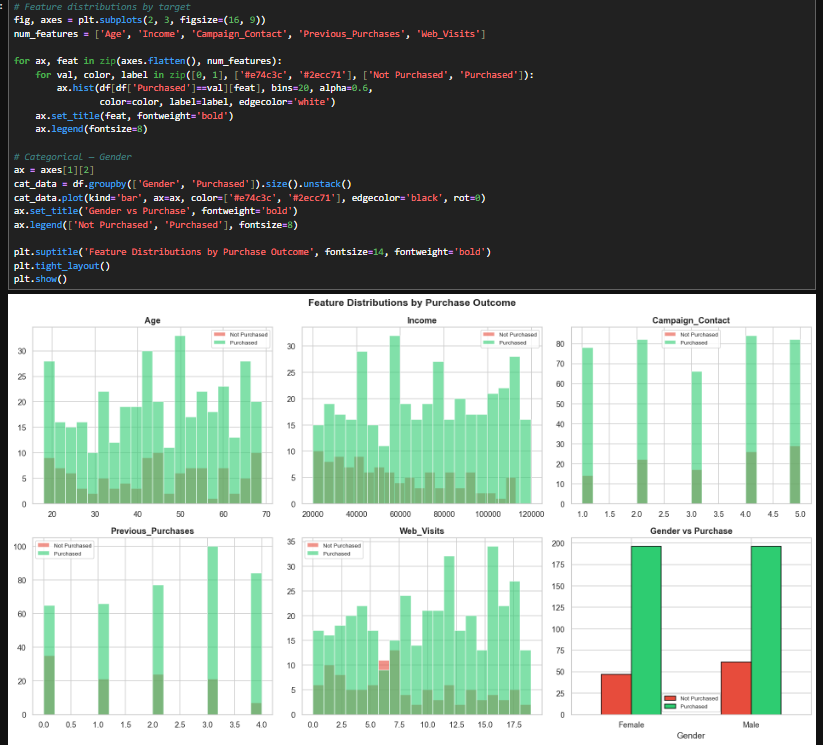 # Feature distributions by target
fig, axes = plt.subplots(2, 3, figsize=(16, 9))
num_features = ['Age', 'Income', 'Campaign_Contact', 'Previous_Purchases', 'Web_Visits']
for ax, feat in zip(axes.flatten(), num_features):
    for val, color, label in zip([0, 1], ['#e74c3c', '#2ecc71'], ['Not Purchased', 'Purchased']):
        ax.hist(df[df['Purchased']==val][feat], bins=20, alpha=0.6,
                color=color, label=label, edgecolor='white')
    ax.set_title(feat, fontweight='bold')
    ax.legend(fontsize=8)
# Categorical — Gender
ax = axes[1][2]
cat_data = df.groupby(['Gender', 'Purchased']).size().unstack()
cat_data.plot(kind='bar', ax=ax, color=['#e74c3c', '#2ecc71'], edgecolor='black', rot=0)
ax.set_title('Gender vs Purchase', fontweight='bold')
ax.legend(['Not Purchased', 'Purchased'], fontsize=8)
plt.suptitle('Feature Distributions by Purchase Outcome', fontsize=14, fontweight='bold')
plt.tight_layout()
plt.show()
Feature Distributions by Purchase Outcome
Age
Not Purchased
Purchased
30
25
20
15
10
5
0
20 30 40 50 60 70
Income
Not Purchased
Purchased
30
25
20
15
10
5
0
20000 40000 60000 80000 100000 120000
Campaign_Contact
Not Purchased
Purchased
80
70
60
50
40
30
20
10
0
1.0 1.5 2.0 2.5 3.0 3.5 4.0 4.5 5.0
Previous_Purchases
Not Purchased
Purchased
100
80
60
40
20
0
0.0 0.5 1.0 1.5 2.0 2.5 3.0 3.5 4.0
Web_Visits
Not Purchased
Purchased
35
30
25
20
15
10
5
0
0.0 2.5 5.0 7.5 10.0 12.5 15.0 17.5
Gender vs Purchase
200
175
150
125
100
75
50
25
0
Not Purchased
Purchased
Female Male
Gender